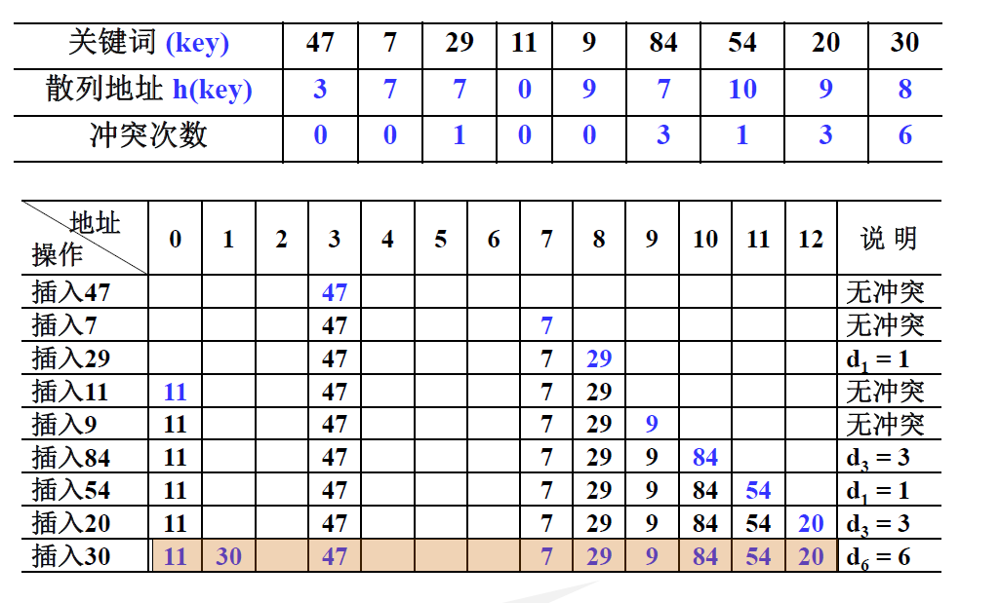 关键词 (key) 47 7 29 11 9 84 54 20 30
散列地址 h(key) 3 7 7 0 9 7 10 9 8
冲突次数 0 0 1 0 0 3 1 3 6
地址
操作 0 1 2 3 4 5 6 7 8 9 10 11 12 说 明
插入47 47 无冲突
插入7 47 7 无冲突
插入29 47 7 29 d₁ = 1
插入11 11 47 7 29 无冲突
插入9 11 47 7 29 9 无冲突
插入84 11 47 7 29 9 84 d₃ = 3
插入54 11 47 7 29 9 84 54 d₁ = 1
插入20 11 47 7 29 9 84 54 20 d₃ = 3
插入30 11 30 47 7 29 9 84 54 20 d₆ = 6